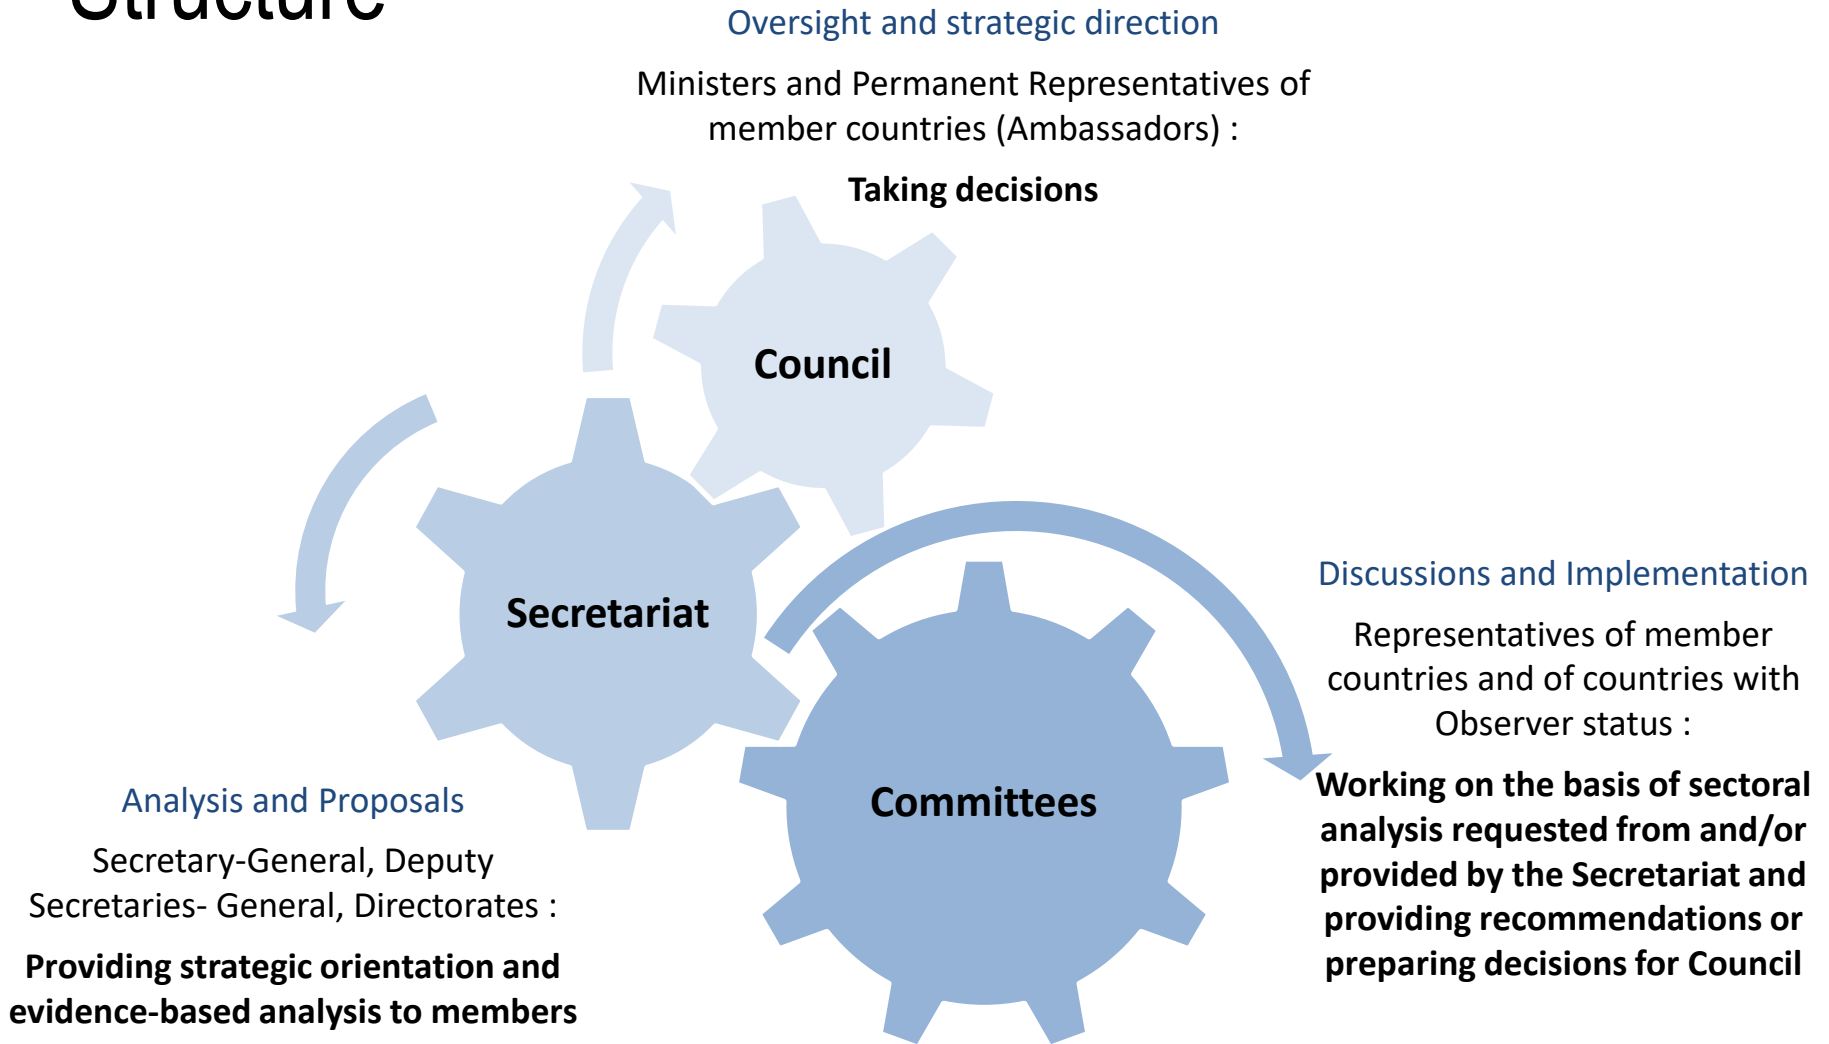 Structure
Oversight and strategic direction
Ministers and Permanent Representatives of
member countries (Ambassadors) :
Taking decisions
Council
Secretariat
Committees
Analysis and Proposals
Secretary-General, Deputy
Secretaries- General, Directorates :
Providing strategic orientation and
evidence-based analysis to members
Discussions and Implementation
Representatives of member
countries and of countries with
Observer status :
Working on the basis of sectoral
analysis requested from and/or
provided by the Secretariat and
providing recommendations or
preparing decisions for Council